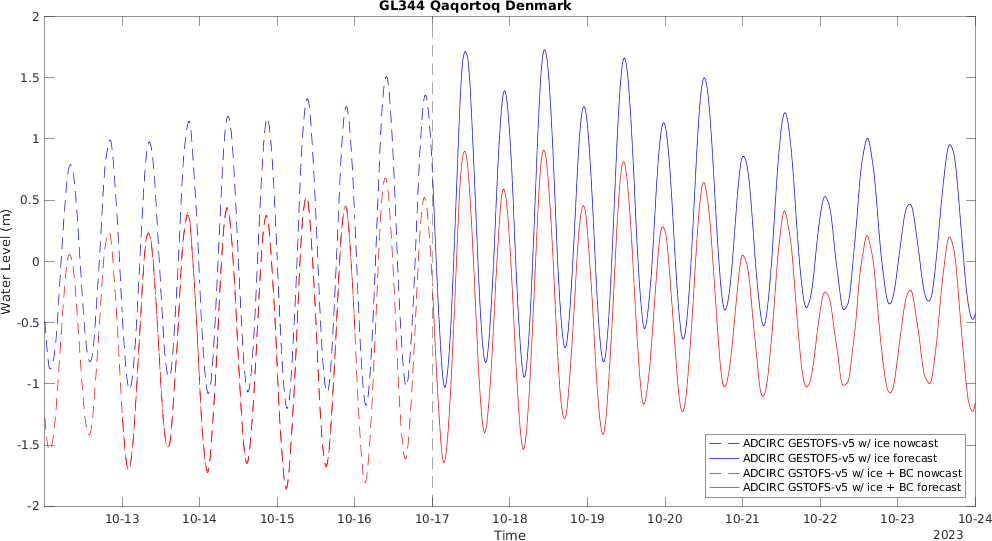 GL344 Qaqortoq Denmark
2
1.5
1
0.5
0
-0.5
-1
-1.5
-2
Water Level (m)
10-13 10-14 10-15 10-16 10-17 10-18 10-19 10-20 10-21 10-22 10-23 10-24
Time
2023
ADCIRC GESTOFS-v5 w/ ice nowcast
ADCIRC GESTOFS-v5 w/ ice forecast
ADCIRC GSTOFS-v5 w/ ice + BC nowcast
ADCIRC GSTOFS-v5 w/ ice + BC forecast